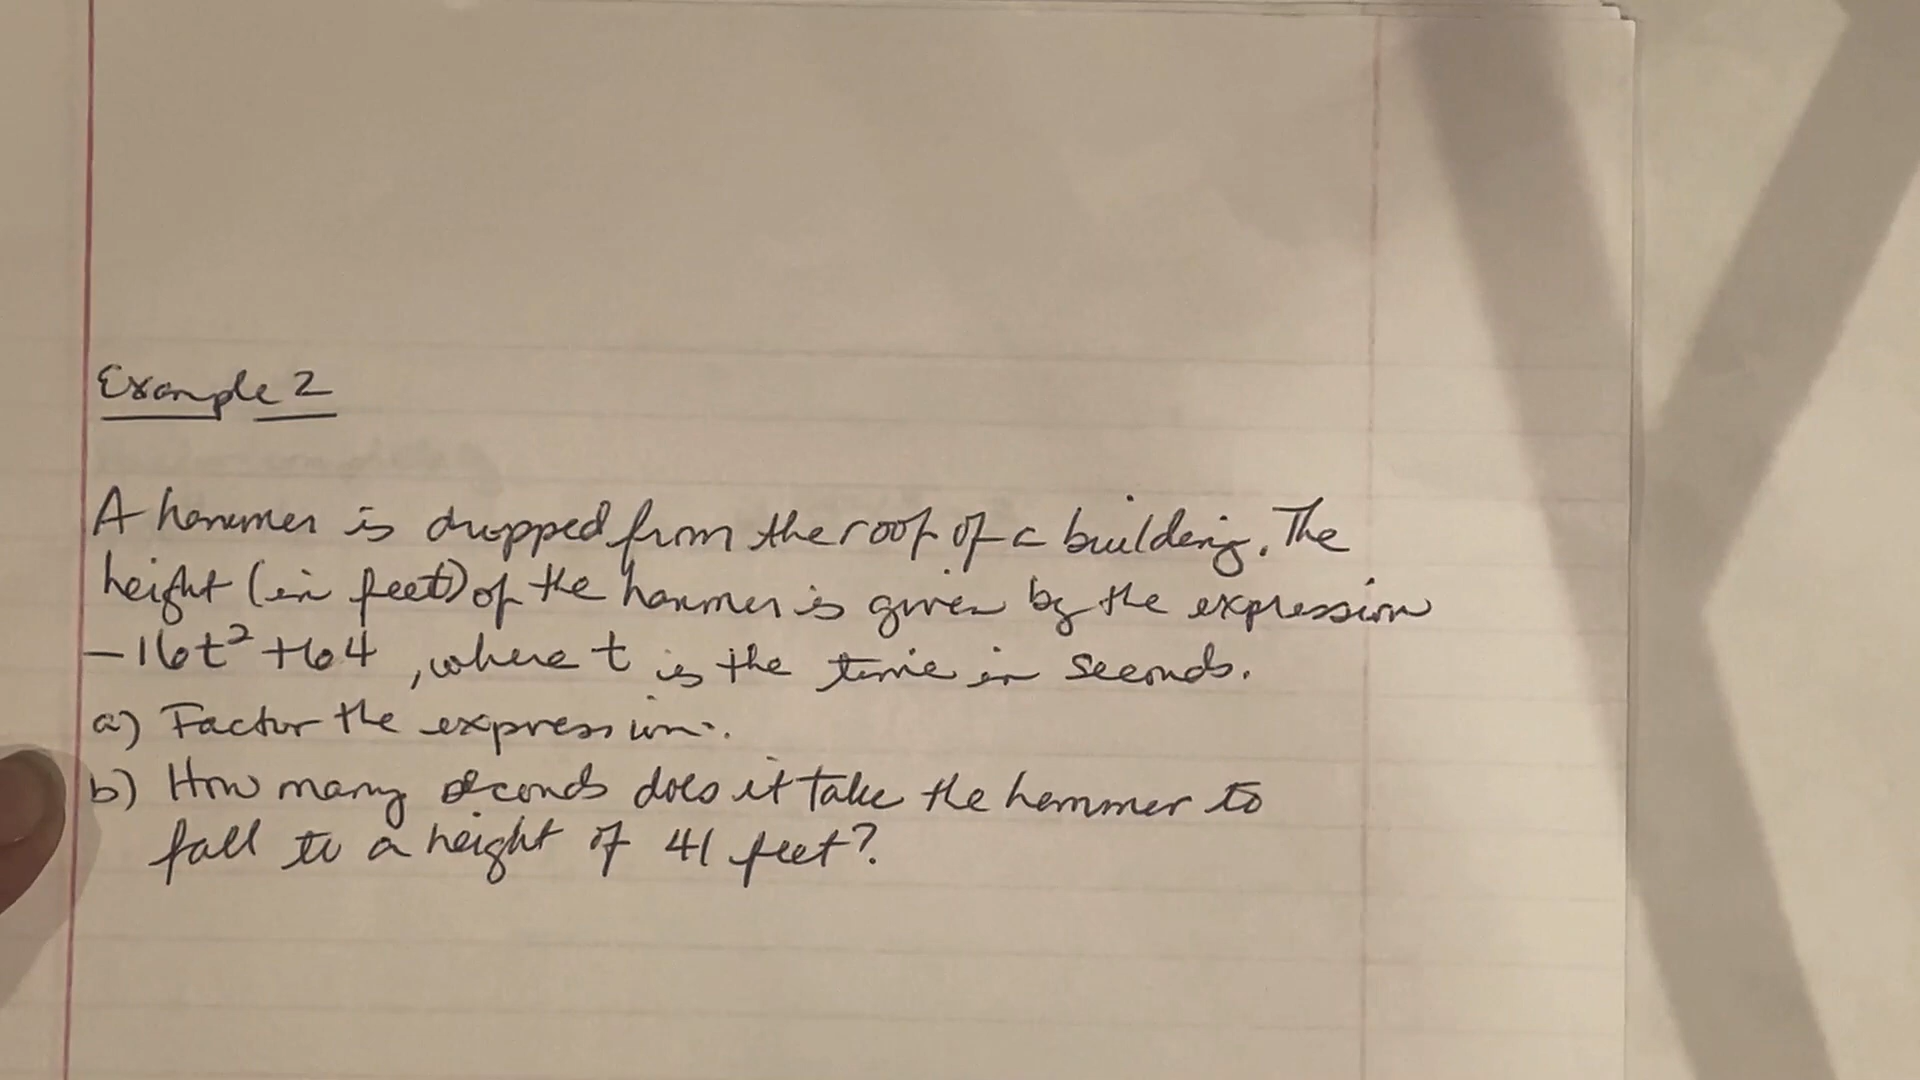 Example 2
A hammer is dropped from the roof of a building. The
height (in feet) of the hammer is given by the expression
-16t² +64, where t is the time in seconds.
a) Factor the expression.
b) How many seconds does it take the hammer to
fall to a height of 41 feet?